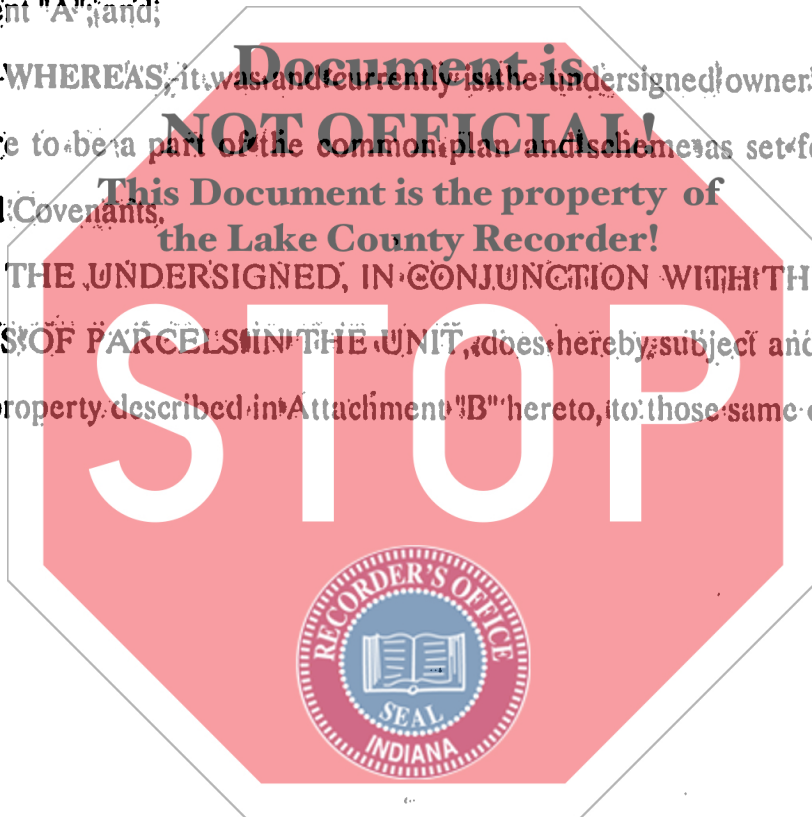 nt "A"; and;
Document is
WHEREAS, it was and currently is the undersigned owner
NOT OFFICIAL!
e to be a part of the common plan and scheme as set f
This Document is the property of
Covenants.
the Lake County Recorder!
THE UNDERSIGNED, IN CONJUNCTION WITH TH
S OF PARCELS IN THE UNIT, does hereby subject and
roperty described in Attachment "B" hereto, to those same
STOP
RECORDER'S OFFICE
SEAL
INDIANA